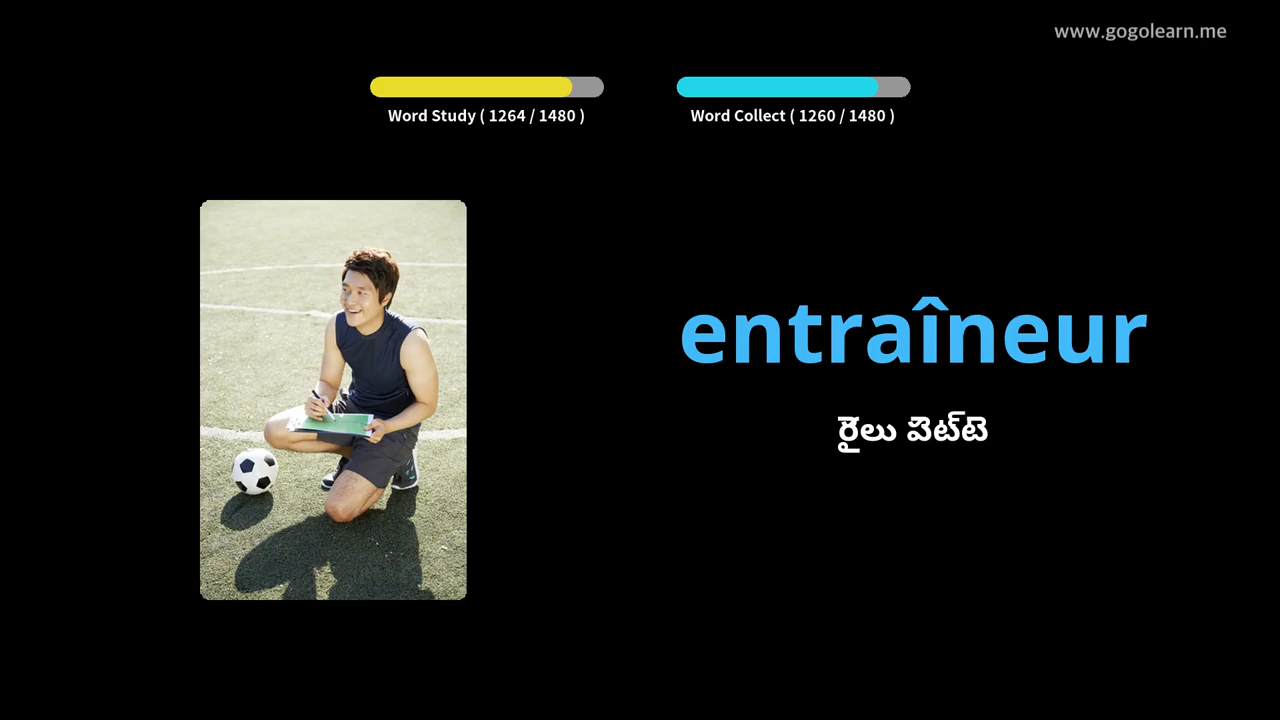 www.gogolearn.me
Word Study ( 1264 / 1480 )
Word Collect ( 1260 / 1480 )
entraîneur
రైలు పెట్టె